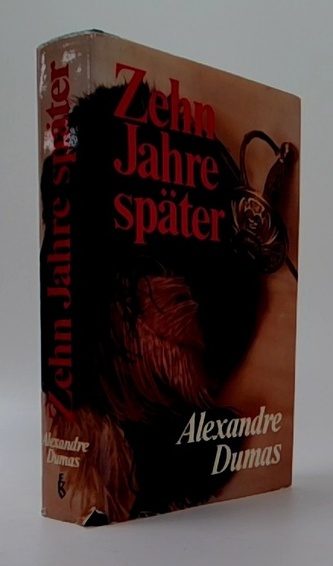 Zehn
Jahre
später
Alexandre
Dumas
Zehn Jahre später
Alexandre
Dumas